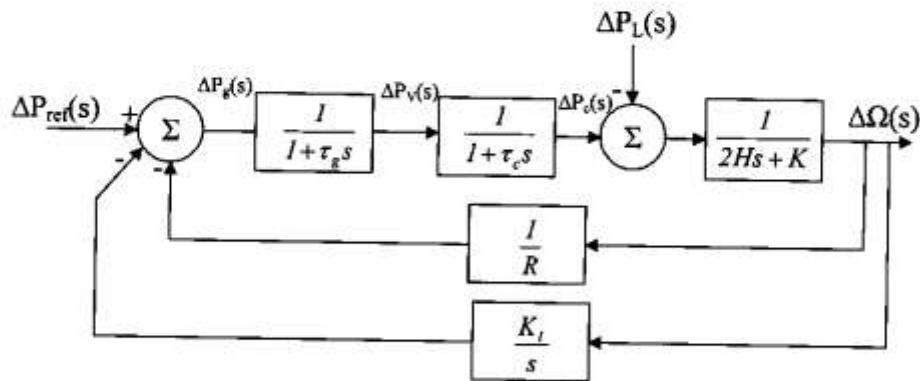 ΔP_L(s)
ΔP_ref(s)
+
-
-
Σ
ΔP_g(s)
1
1+τ_g s
ΔP_V(s)
1
1+τ_c s
ΔP_c(s)
-
Σ
1
2Hs+K
ΔΩ(s)
1
R
K_I
s